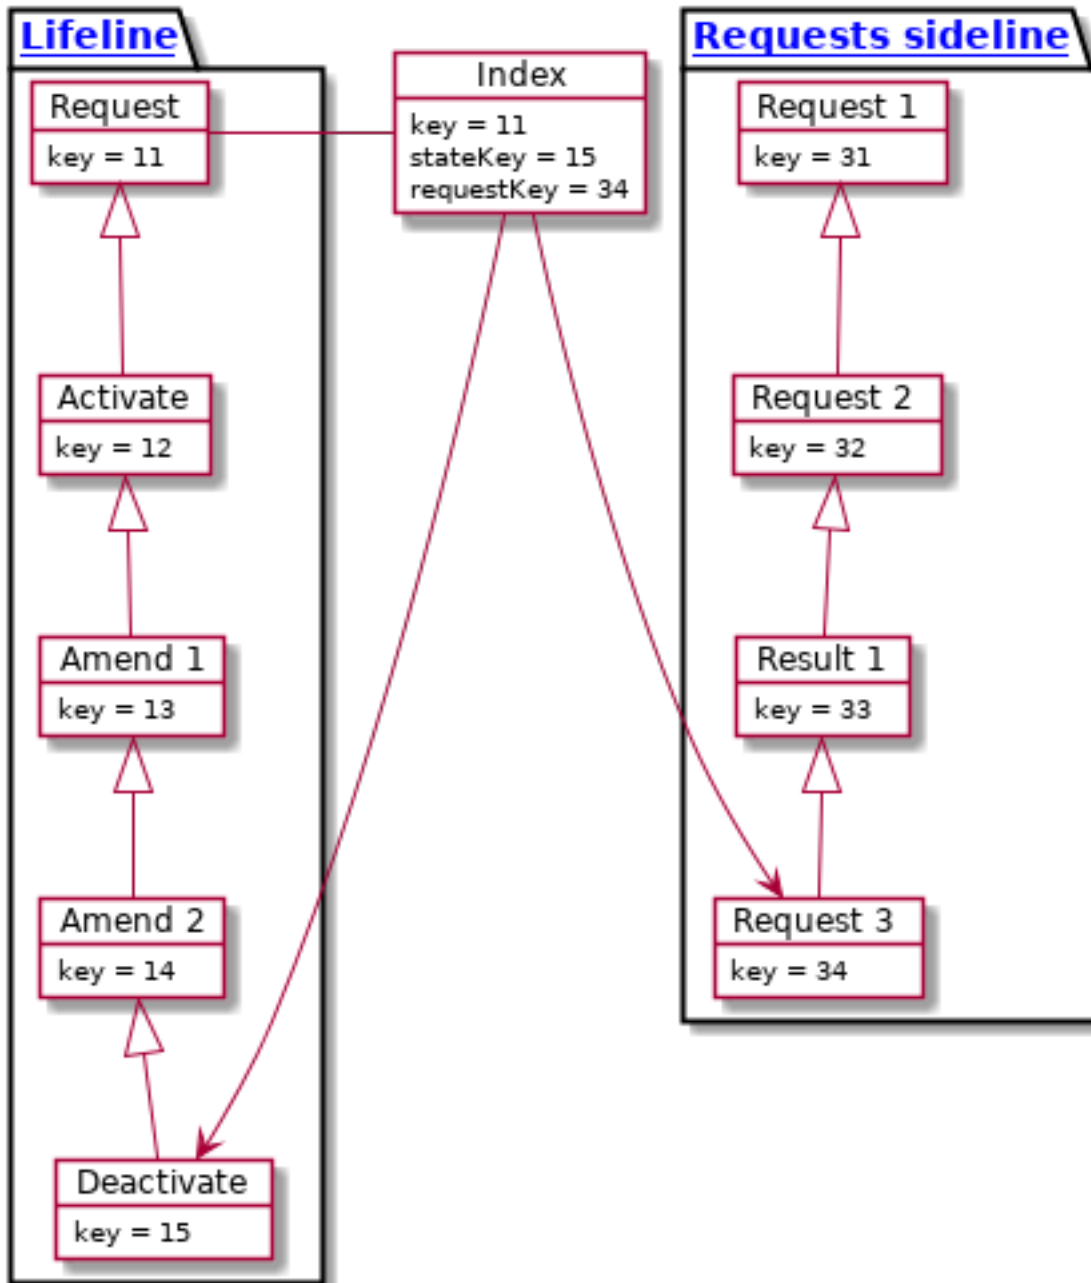 Lifeline
Request
key = 11
Activate
key = 12
Amend 1
key = 13
Amend 2
key = 14
Deactivate
key = 15
Index
key = 11
stateKey = 15
requestKey = 34
Requests sideline
Request 1
key = 31
Request 2
key = 32
Result 1
key = 33
Request 3
key = 34